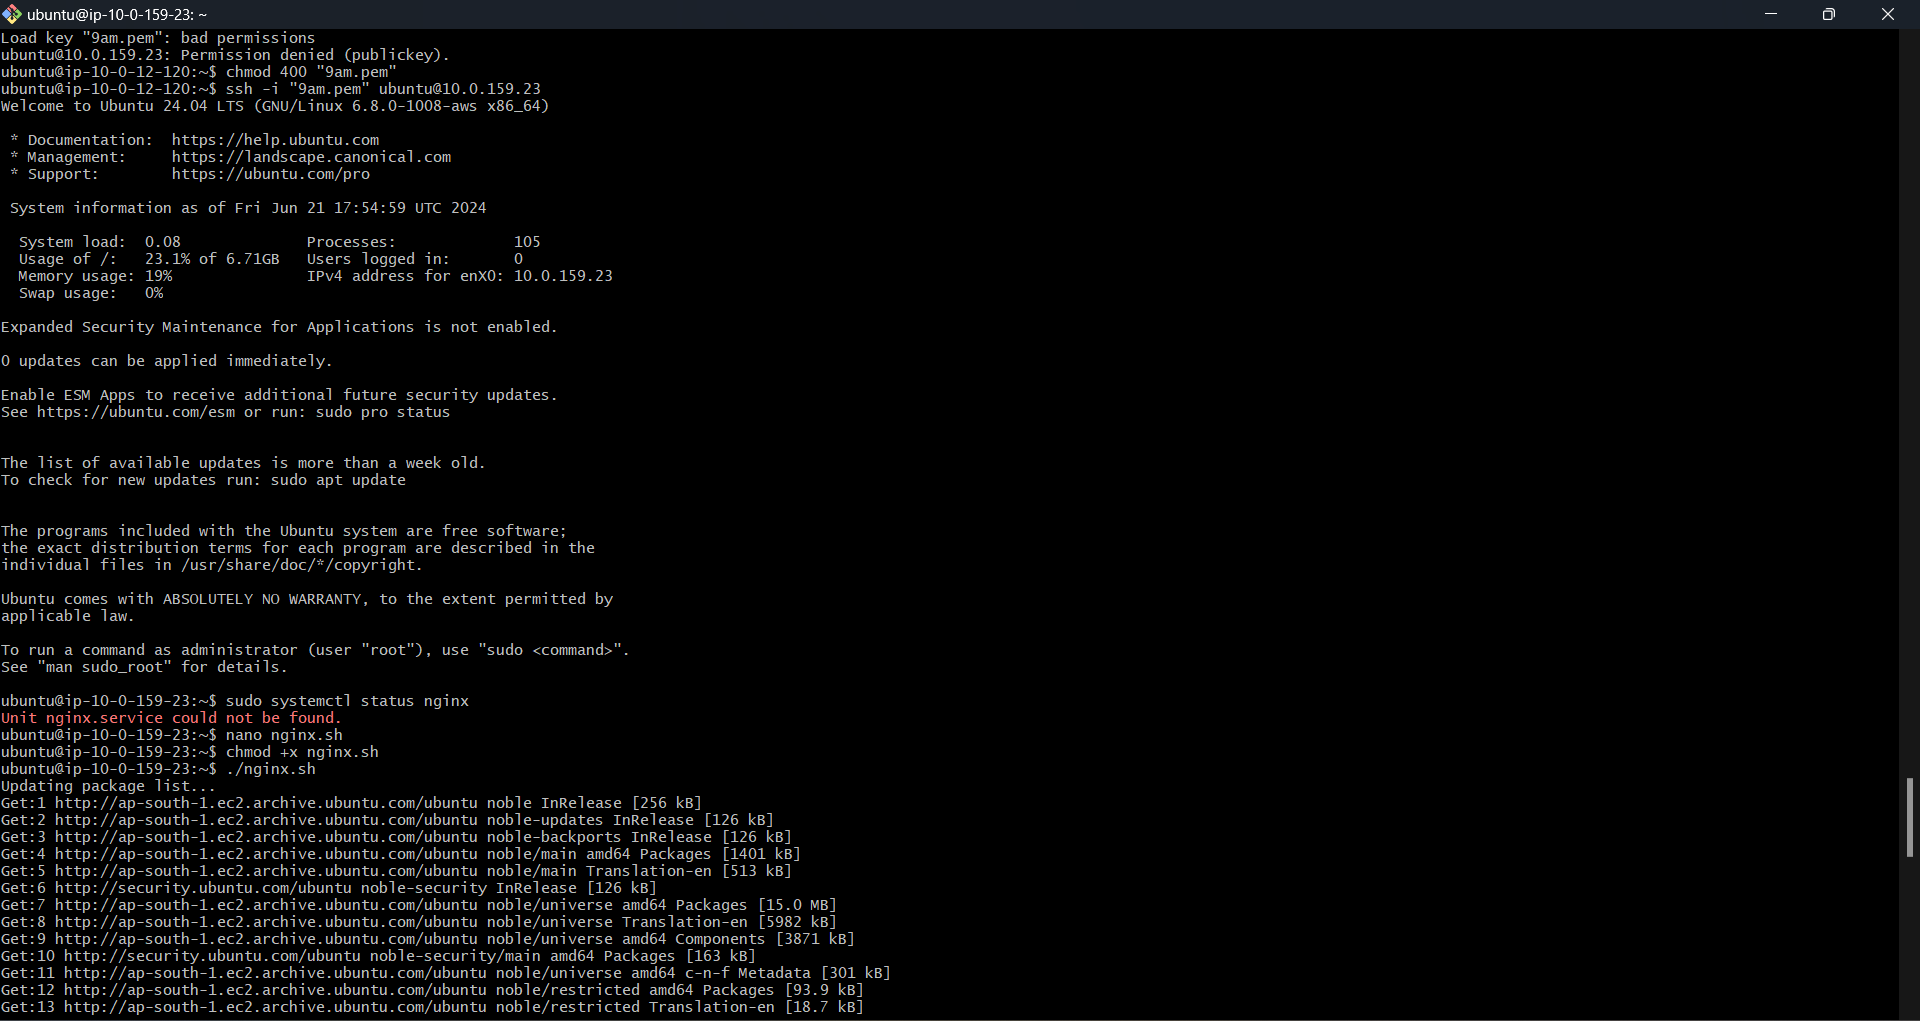 ubuntu@ip-10-0-159-23: ~
Load key "9am.pem": bad permissions
ubuntu@10.0.159.23: Permission denied (publickey).
ubuntu@ip-10-0-12-120:~$ chmod 400 "9am.pem"
ubuntu@ip-10-0-12-120:~$ ssh -i "9am.pem" ubuntu@10.0.159.23
Welcome to Ubuntu 24.04 LTS (GNU/Linux 6.8.0-1008-aws x86_64)

 * Documentation:  https://help.ubuntu.com
 * Management:     https://landscape.canonical.com
 * Support:        https://ubuntu.com/pro

 System information as of Fri Jun 21 17:54:59 UTC 2024

  System load:  0.08              Processes:             105
  Usage of /:   23.1% of 6.71GB   Users logged in:       0
  Memory usage: 19%               IPv4 address for enX0: 10.0.159.23
  Swap usage:   0%

Expanded Security Maintenance for Applications is not enabled.

0 updates can be applied immediately.

Enable ESM Apps to receive additional future security updates.
See https://ubuntu.com/esm or run: sudo pro status


The list of available updates is more than a week old.
To check for new updates run: sudo apt update


The programs included with the Ubuntu system are free software;
the exact distribution terms for each program are described in the
individual files in /usr/share/doc/*/copyright.

Ubuntu comes with ABSOLUTELY NO WARRANTY, to the extent permitted by
applicable law.

To run a command as administrator (user "root"), use "sudo <command>".
See "man sudo_root" for details.

ubuntu@ip-10-0-159-23:~$ sudo systemctl status nginx
Unit nginx.service could not be found.
ubuntu@ip-10-0-159-23:~$ nano nginx.sh
ubuntu@ip-10-0-159-23:~$ chmod +x nginx.sh
ubuntu@ip-10-0-159-23:~$ ./nginx.sh
Updating package list...
Get:1 http://ap-south-1.ec2.archive.ubuntu.com/ubuntu noble InRelease [256 kB]
Get:2 http://ap-south-1.ec2.archive.ubuntu.com/ubuntu noble-updates InRelease [126 kB]
Get:3 http://ap-south-1.ec2.archive.ubuntu.com/ubuntu noble-backports InRelease [126 kB]
Get:4 http://ap-south-1.ec2.archive.ubuntu.com/ubuntu noble/main amd64 Packages [1401 kB]
Get:5 http://ap-south-1.ec2.archive.ubuntu.com/ubuntu noble/main Translation-en [513 kB]
Get:6 http://security.ubuntu.com/ubuntu noble-security InRelease [126 kB]
Get:7 http://ap-south-1.ec2.archive.ubuntu.com/ubuntu noble/universe amd64 Packages [15.0 MB]
Get:8 http://ap-south-1.ec2.archive.ubuntu.com/ubuntu noble/universe Translation-en [5982 kB]
Get:9 http://ap-south-1.ec2.archive.ubuntu.com/ubuntu noble/universe amd64 Components [3871 kB]
Get:10 http://security.ubuntu.com/ubuntu noble-security/main amd64 Packages [163 kB]
Get:11 http://ap-south-1.ec2.archive.ubuntu.com/ubuntu noble/universe amd64 c-n-f Metadata [301 kB]
Get:12 http://ap-south-1.ec2.archive.ubuntu.com/ubuntu noble/restricted amd64 Packages [93.9 kB]
Get:13 http://ap-south-1.ec2.archive.ubuntu.com/ubuntu noble/restricted Translation-en [18.7 kB]